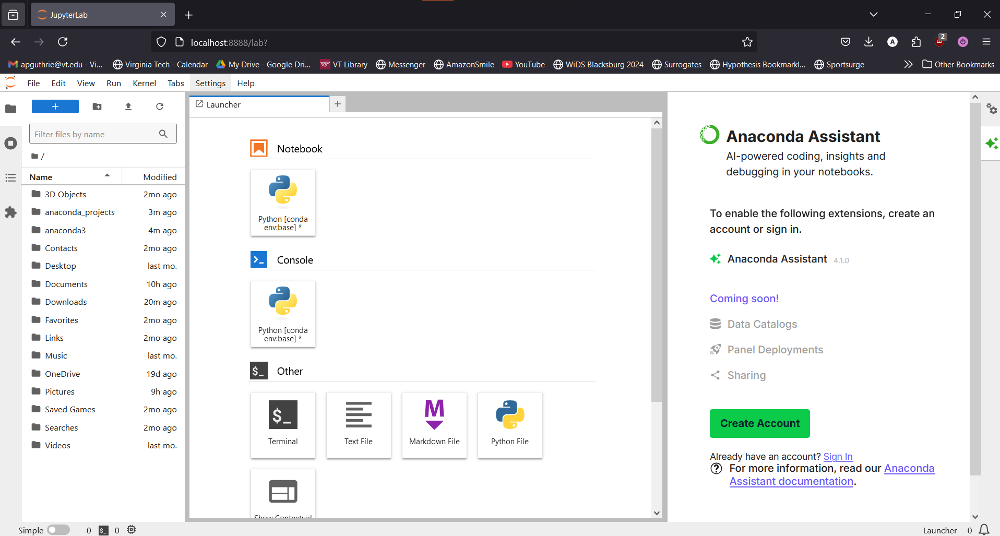 JupyterLab
localhost:8888/lab?
A
2
apguthrie@vt.edu - Vi...
Virginia Tech - Calendar
My Drive - Google Dri...
VT Library
Messenger
AmazonSmile
YouTube
WiDS Blacksburg 2024
Surrogates
Hypothesis Bookmarkl...
Sportsurge
Other Bookmarks
File Edit View Run Kernel Tabs Settings Help
Filter files by name
/
Name Modified
3D Objects 2mo ago
anaconda_projects 3m ago
anaconda3 4m ago
Contacts 2mo ago
Desktop last mo.
Documents 10h ago
Downloads 20m ago
Favorites 2mo ago
Links 2mo ago
Music last mo.
OneDrive 19d ago
Pictures 9h ago
Saved Games 2mo ago
Searches 2mo ago
Videos last mo.
Launcher
Notebook
Python [conda
env:base] *
Console
Python [conda
env:base] *
$_ Other
$_
Terminal
Text File
M
Markdown File
Python File
Show Contextual
Anaconda Assistant
AI-powered coding, insights and
debugging in your notebooks.
To enable the following extensions, create an
account or sign in.
Anaconda Assistant 4.1.0
Coming soon!
Data Catalogs
Panel Deployments
Sharing
Create Account
Already have an account? Sign In
For more information, read our Anaconda
Assistant documentation.
Simple 0 $_ 0
Launcher 0